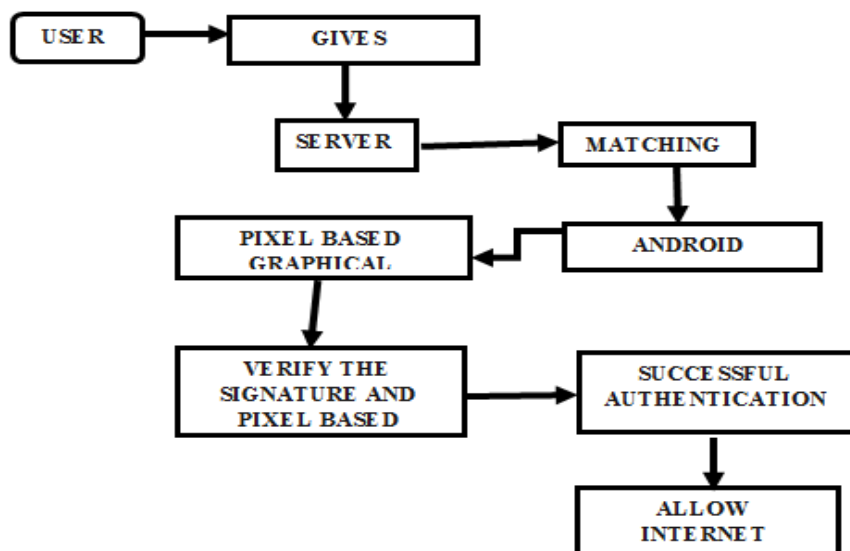 USER
GIVES
SERVER
MATCHING
ANDROID
PIXEL BASED
GRAPHICAL
VERIFY THE
SIGNATURE AND
PIXEL BASED
SUCCESSFUL
AUTHENTICATION
ALLOW
INTERNET